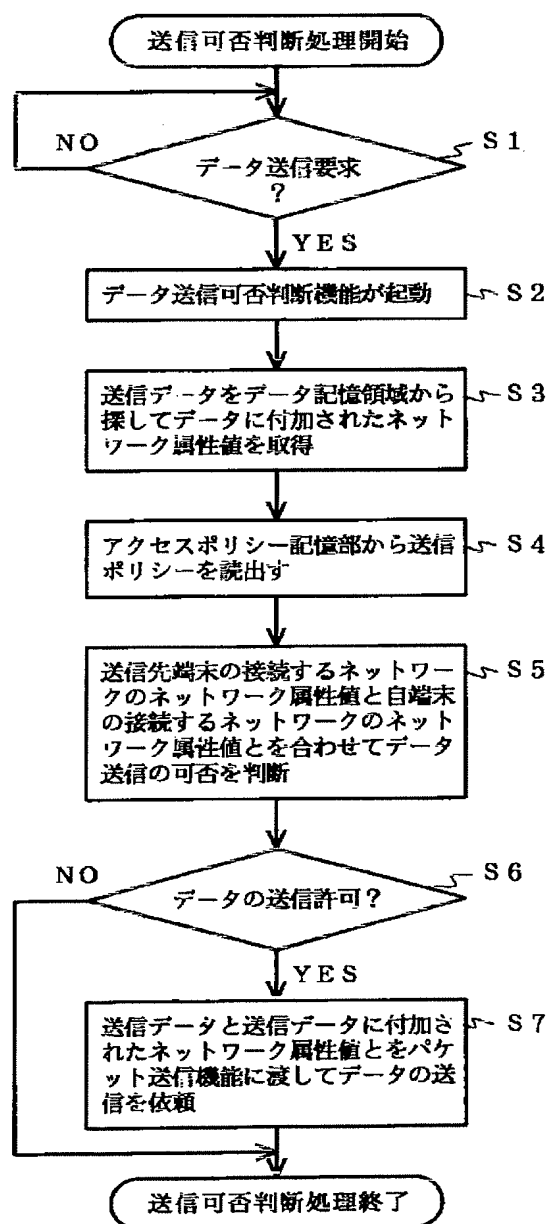 送信可否判断処理開始
NO
S1
データ送信要求
?
YES
データ送信可否判断機能が起動
S2
送信データをデータ記憶領域から
探してデータに付加されたネット
ワーク属性値を取得
S3
アクセスポリシー記憶部から送信
ポリシーを読出す
S4
送信先端末の接続するネットワー
クのネットワーク属性値と自端末
の接続するネットワークのネット
ワーク属性値とを合わせてデータ
送信の可否を判断
S5
NO
S6
データの送信許可?
YES
送信データと送信データに付加さ
れたネットワーク属性値とをパケ
ット送信機能に渡してデータの送
信を依頼
S7
送信可否判断処理終了